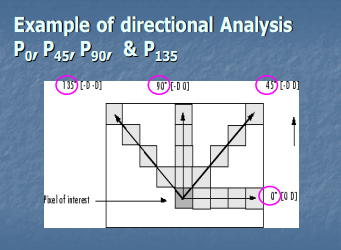 Example of directional Analysis
P0, P45, P90, & P135
135° [-D -D]
90° [-D 0]
45° [-D D]
Pixel of interest
0° [0 D]